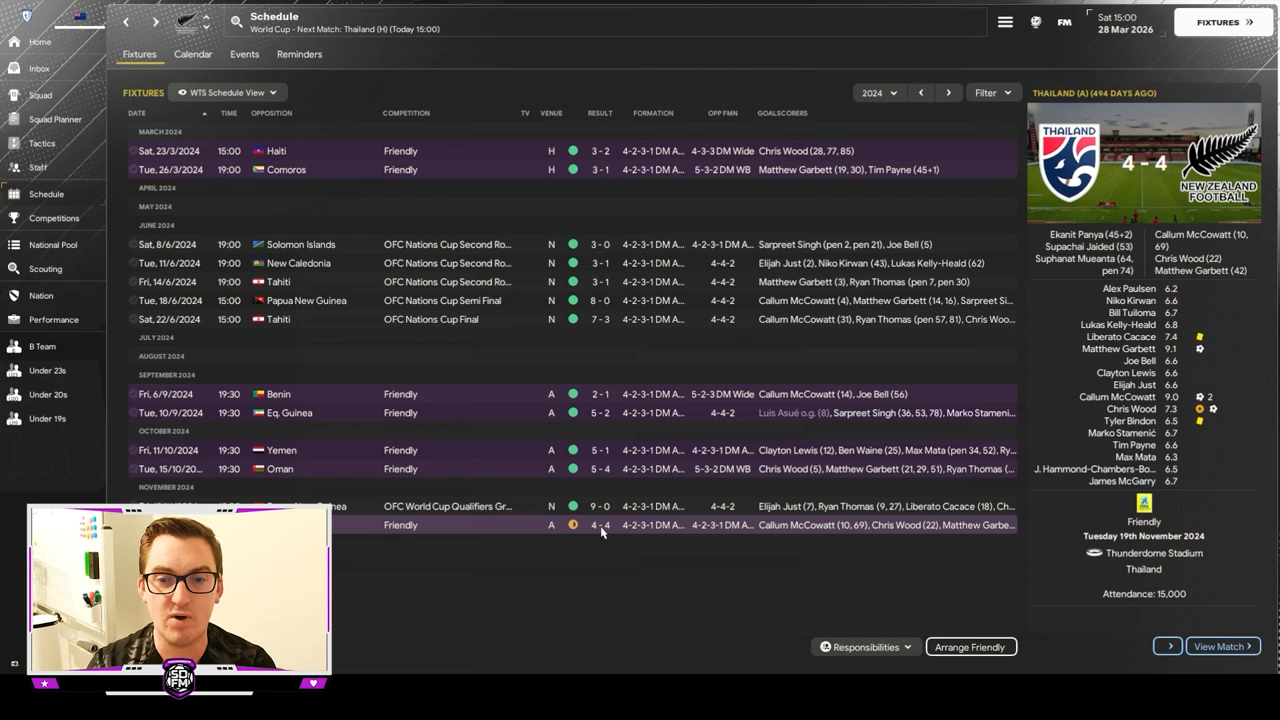 Schedule
World Cup - Next Match: Thailand (H) (Today 15:00)
FM
Sat 15:00
28 Mar 2026
FIXTURES
Home
Inbox
Squad
Squad Planner
Tactics
Staff
Schedule
Competitions
National Pool
Scouting
Nation
Performance
B Team
Under 23s
Under 20s
Under 19s
Fixtures
Calendar
Events
Reminders
FIXTURES
WTS Schedule View
2024
Filter
DATE TIME OPPOSITION COMPETITION TV VENUE RESULT FORMATION OPP FMN GOALSCORERS
MARCH 2024
Sat, 23/3/2024 15:00 Haiti Friendly H 3 - 2 4-2-3-1 DM A... 4-3-3 DM Wide Chris Wood (28, 77, 85)
Tue, 26/3/2024 19:00 Comoros Friendly H 3 - 1 4-2-3-1 DM A... 5-3-2 DM WB Matthew Garbett (19, 30), Tim Payne (45+1)
APRIL 2024
MAY 2024
JUNE 2024
Sat, 8/6/2024 19:00 Solomon Islands OFC Nations Cup Second Ro... N 3 - 0 4-2-3-1 DM A... 4-2-3-1 DM A... Sarpreet Singh (pen 2, pen 21), Joe Bell (5)
Tue, 11/6/2024 19:00 New Caledonia OFC Nations Cup Second Ro... N 3 - 1 4-2-3-1 DM A... 4-4-2 Elijah Just (2), Niko Kirwan (43), Lukas Kelly-Heald (62)
Fri, 14/6/2024 19:00 Tahiti OFC Nations Cup Second Ro... N 3 - 1 4-2-3-1 DM A... 4-4-2 Matthew Garbett (3), Ryan Thomas (pen 7, pen 30)
Tue, 18/6/2024 15:00 Papua New Guinea OFC Nations Cup Semi Final N 8 - 0 4-2-3-1 DM A... 4-4-2 Callum McCowatt (4), Matthew Garbett (14, 16), Sarpreet Si...
Sat, 22/6/2024 15:00 Tahiti OFC Nations Cup Final N 7 - 3 4-2-3-1 DM A... 4-4-2 Callum McCowatt (31), Ryan Thomas (pen 57, 81), Chris Woo...
JULY 2024
AUGUST 2024
SEPTEMBER 2024
Fri, 6/9/2024 19:30 Benin Friendly A 2 - 1 4-2-3-1 DM A... 5-2-3 DM Wide Callum McCowatt (14), Joe Bell (56)
Tue, 10/9/2024 19:30 Eq. Guinea Friendly A 5 - 2 4-2-3-1 DM A... 4-4-2 Luis Asué o.g. (8), Sarpreet Singh (36, 53, 78), Marko Stameni...
OCTOBER 2024
Fri, 11/10/2024 19:30 Yemen Friendly A 5 - 1 4-2-3-1 DM A... 4-2-3-1 DM A... Clayton Lewis (12), Ben Waine (25), Max Mata (pen 34, 52), Ry...
Tue, 15/10/20... 19:30 Oman Friendly A 5 - 4 4-2-3-1 DM A... 5-3-2 DM WB Chris Wood (5), Matthew Garbett (21, 29, 51), Ryan Thomas (...
NOVEMBER 2024
OFC World Cup Qualifiers Gr... N 9 - 0 4-2-3-1 DM A... 4-4-2 Elijah Just (7), Ryan Thomas (9, 27), Liberato Cacace (18), Ch...
Friendly A 4 - 4 4-2-3-1 DM A... 4-2-3-1 DM A... Callum McCowatt (10, 69), Chris Wood (22), Matthew Garbe...
Responsibilities
Arrange Friendly
THAILAND (A) (494 DAYS AGO)
THAILAND
4 - 4
NEW ZEALAND
FOOTBALL
Ekanit Panya (45+2)
Supachai Jaided (53)
Suphanat Mueanta (64,
pen 74)
Callum McCowatt (10,
69)
Chris Wood (22)
Matthew Garbett (42)
Alex Paulsen 6.2
Niko Kirwan 6.6
Bill Tuiloma 6.7
Lukas Kelly-Heald 6.8
Liberato Cacace 7.4
Matthew Garbett 9.1
Joe Bell 6.6
Clayton Lewis 6.6
Elijah Just 6.6
Callum McCowatt 9.0 2
Chris Wood 7.3
Tyler Bindon 6.5
Marko Stamenić 6.7
Tim Payne 6.6
Max Mata 6.3
J. Hammond-Chambers-Bo... 6.5
James McGarry 6.7
Friendly
Tuesday 19th November 2024
Thunderdome Stadium
Thailand
Attendance: 15,000
View Match
SD
FM